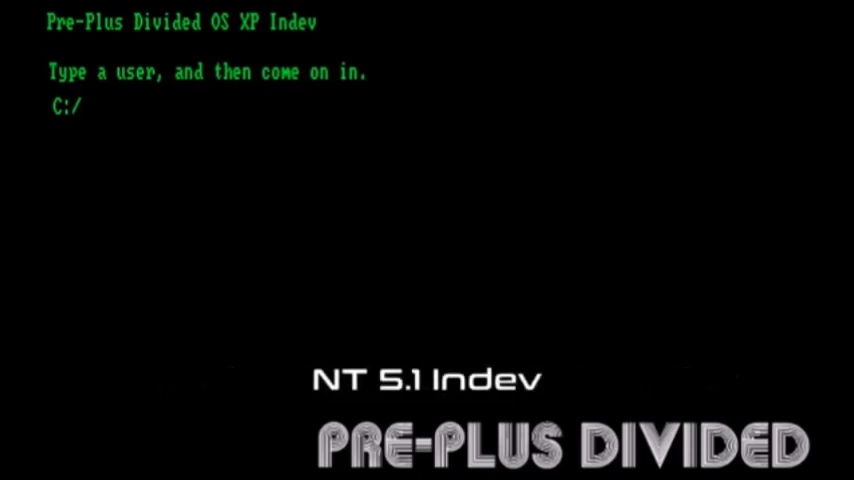 Pre-Plus Divided OS XP Indev
Type a user, and then come on in.
C:/
NT 5.1 Indev
PRE-PLUS DIVIDED